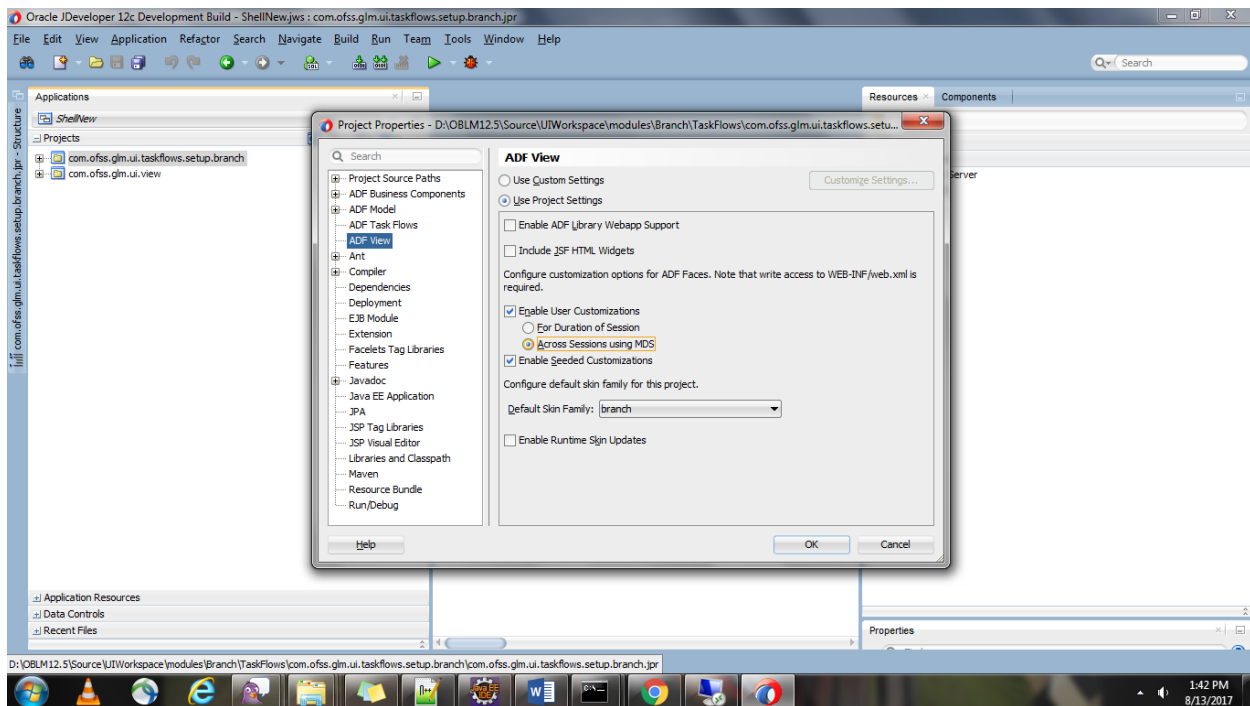 Oracle JDeveloper 12c Development Build - ShellNew.jws : com.ofss.glm.ui.taskflows.setup.branch.jpr
File Edit View Application Refactor Search Navigate Build Run Team Tools Window Help
Search
Applications
Resources
Components
ShellNew
Projects
com.ofss.glm.ui.taskflows.setup.branch
com.ofss.glm.ui.view
com.ofss.glm.ui.taskflows.setup.branch.jpr - Structure
Server
Project Properties - D:\OBLM12.5\Source\UIWorkspace\modules\Branch\TaskFlows\com.ofss.glm.ui.taskflows.setu...
Search
Project Source Paths
ADF Business Components
ADF Model
ADF Task Flows
ADF View
Ant
Compiler
Dependencies
Deployment
EJB Module
Extension
Facelets Tag Libraries
Features
Javadoc
Java EE Application
JPA
JSP Tag Libraries
JSP Visual Editor
Libraries and Classpath
Maven
Resource Bundle
Run/Debug
ADF View
Use Custom Settings
Customize Settings...
Use Project Settings
Enable ADF Library Webapp Support
Include JSF HTML Widgets
Configure customization options for ADF Faces. Note that write access to WEB-INF/web.xml is
required.
Enable User Customizations
For Duration of Session
Across Sessions using MDS
Enable Seeded Customizations
Configure default skin family for this project.
Default Skin Family: branch
Enable Runtime Skin Updates
Help
OK
Cancel
Application Resources
Data Controls
Recent Files
Properties
D:\OBLM12.5\Source\UIWorkspace\modules\Branch\TaskFlows\com.ofss.glm.ui.taskflows.setup.branch\com.ofss.glm.ui.taskflows.setup.branch.jpr
Java EE
IDE
1:42 PM
8/13/2017